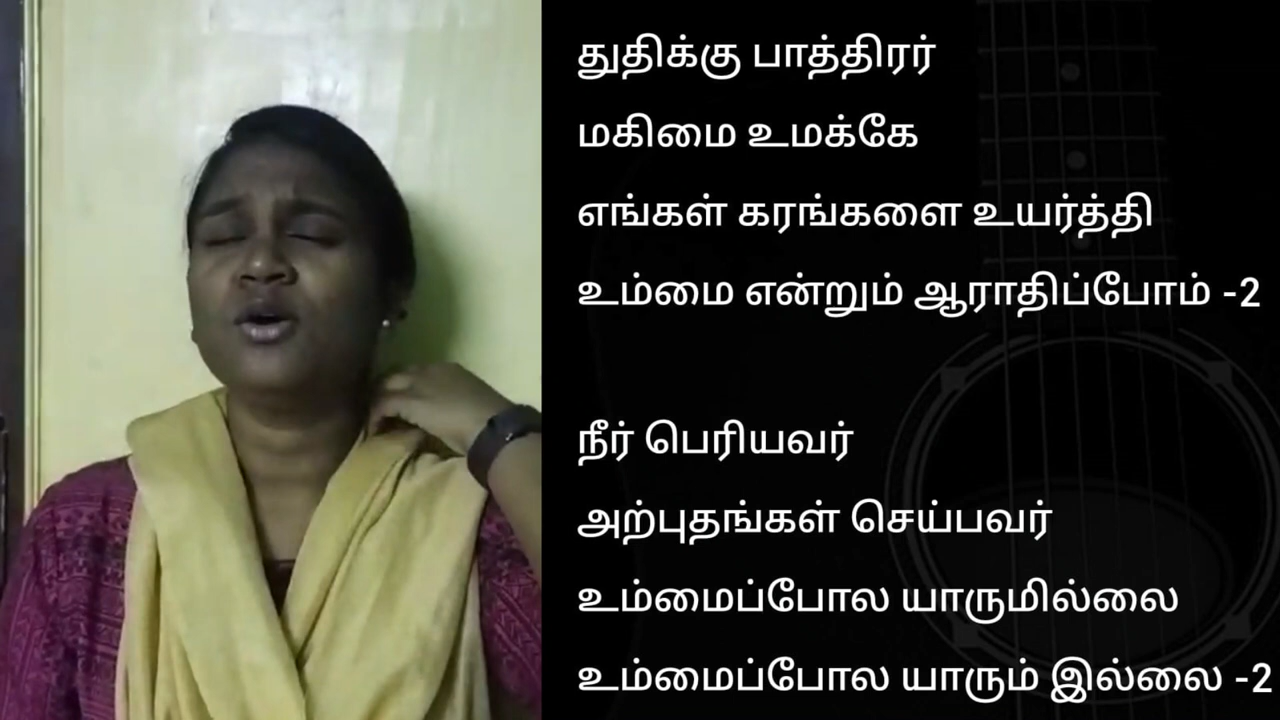 துதிக்கு பாத்திரர்
மகிமை உமக்கே
எங்கள் கரங்களை உயர்த்தி
உம்மை என்றும் ஆராதிப்போம் -2
நீர் பெரியவர்
அற்புதங்கள் செய்பவர்
உம்மைப்போல யாருமில்லை
உம்மைப்போல யாரும் இல்லை -2